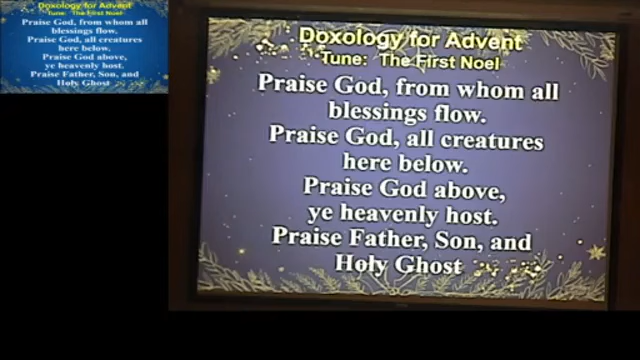 Doxology for Advent
Tune: The First Noel
Praise God, from whom all
blessings flow.
Praise God, all creatures
here below.
Praise God above,
ye heavenly host.
Praise Father, Son, and
Holy Ghost
Doxology for Advent
Tune: The First Noel
Praise God, from whom all
blessings flow.
Praise God, all creatures
here below.
Praise God above,
ye heavenly host.
Praise Father, Son, and
Holy Ghost